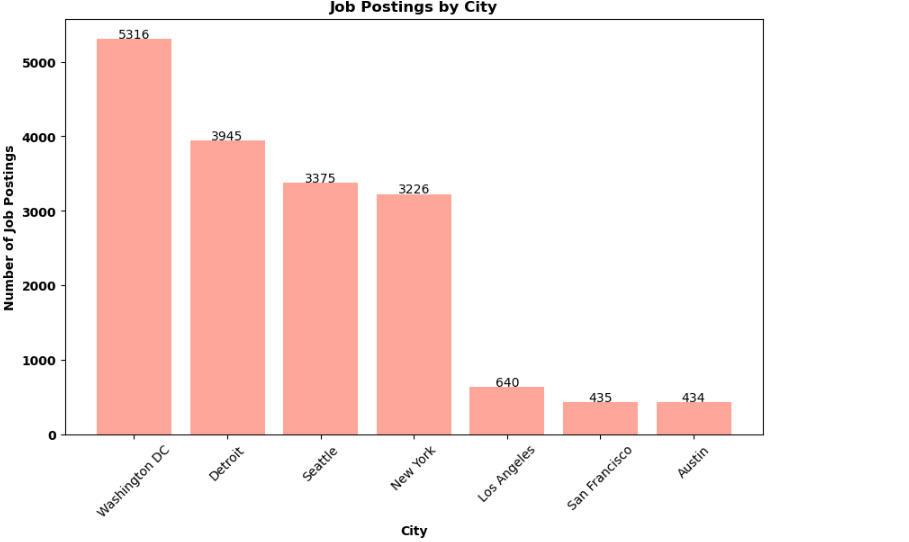 Job Postings by City
Number of Job Postings
5000
4000
3000
2000
1000
0
5316
3945
3375
3226
640
435
434
Washington DC
Detroit
Seattle
New York
Los Angeles
San Francisco
Austin
City